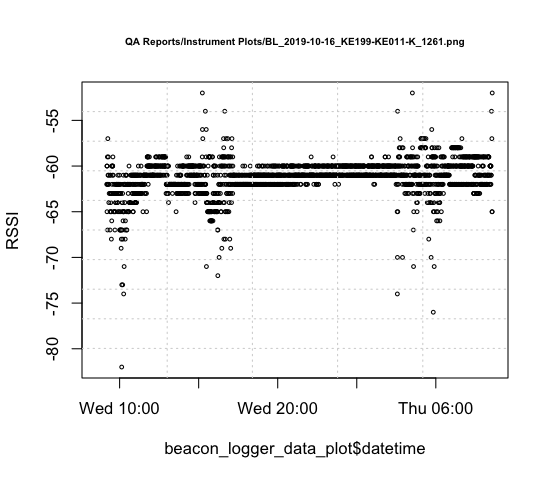 QA Reports/Instrument Plots/BL_2019-10-16_KE199-KE011-K_1261.png
RSSI
-55
-60
-65
-70
-75
-80
Wed 10:00 Wed 20:00 Thu 06:00
beacon_logger_data_plot$datetime